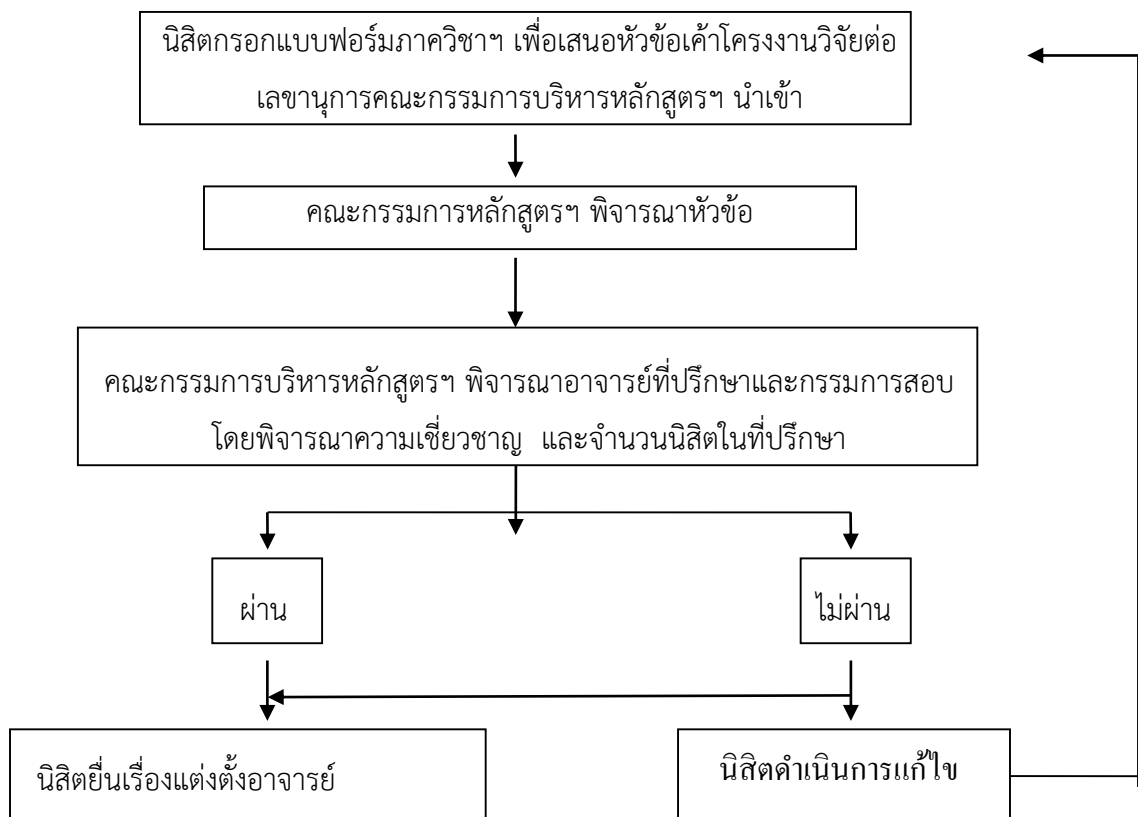 นิสิตกรอกแบบฟอร์มภาควิชาฯ เพื่อเสนอหัวข้อเค้าโครงงานวิจัยต่อ
เลขานุการคณะกรรมการบริหารหลักสูตรฯ นำเข้า
คณะกรรมการหลักสูตรฯ พิจารณาหัวข้อ
คณะกรรมการบริหารหลักสูตรฯ พิจารณาอาจารย์ที่ปรึกษาและกรรมการสอบ
โดยพิจารณาความเชี่ยวชาญ และจำนวนนิสิตในที่ปรึกษา
ผ่าน
ไม่ผ่าน
นิสิตยื่นเรื่องแต่งตั้งอาจารย์
นิสิตดำเนินการแก้ไข